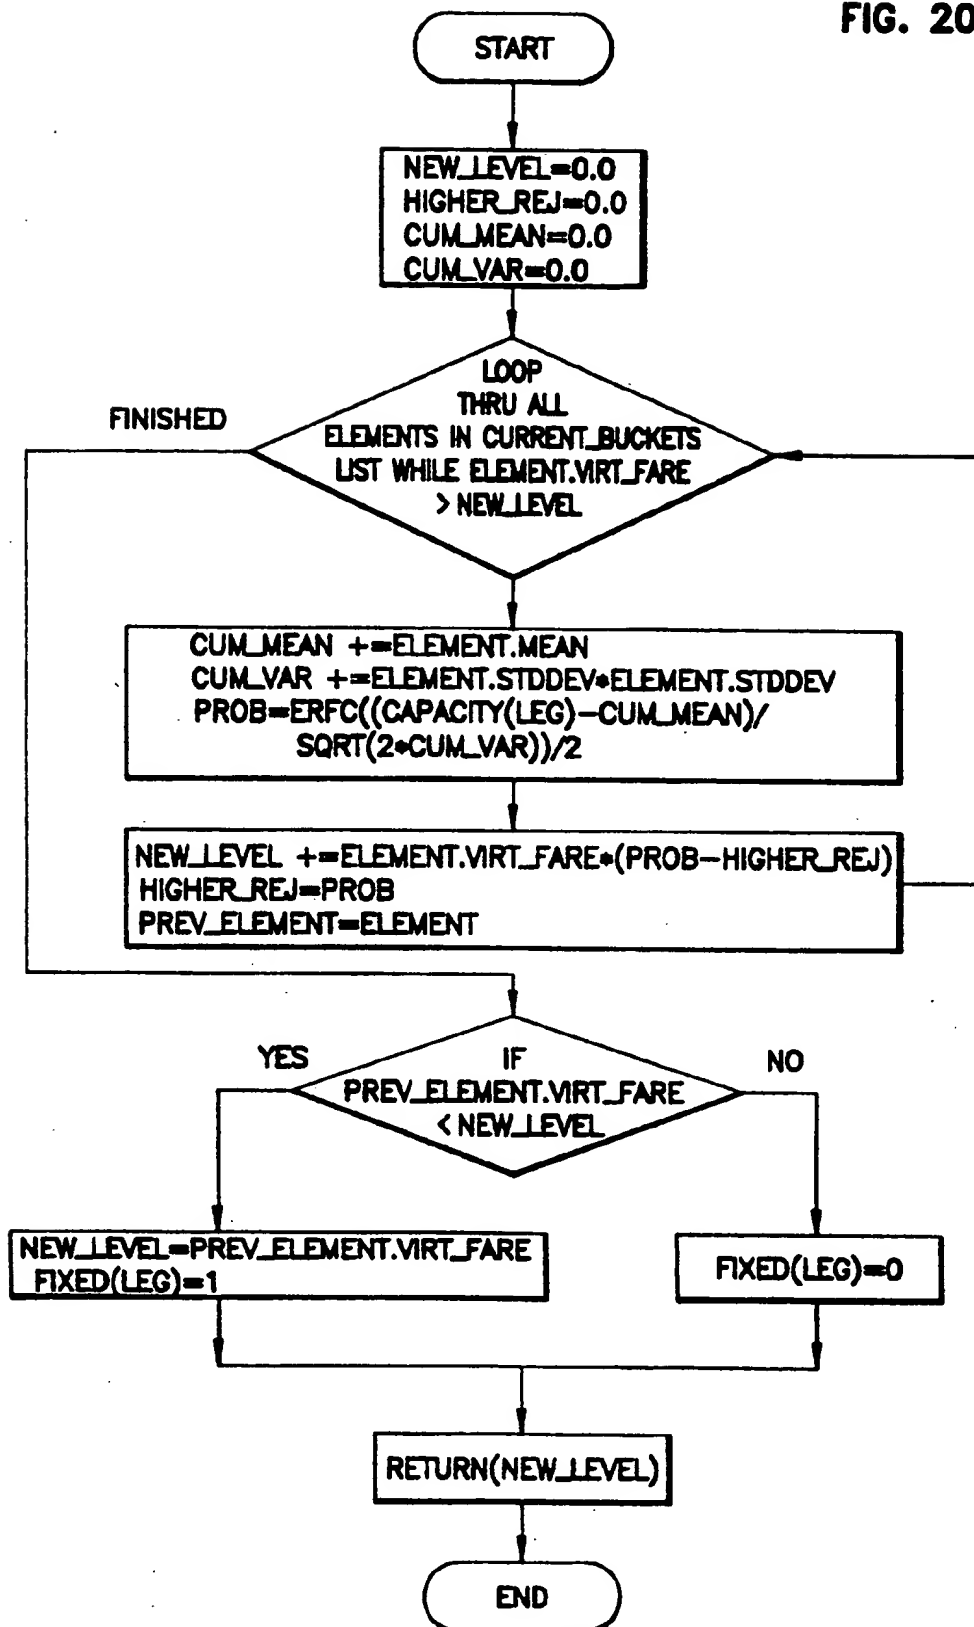 FIG. 20
START
NEW_LEVEL=0.0
HIGHER_REJ=0.0
CUM_MEAN=0.0
CUM_VAR=0.0
LOOP
THRU ALL
ELEMENTS IN CURRENT_BUCKETS
LIST WHILE ELEMENT.VIRT_FARE
> NEW_LEVEL
FINISHED
CUM_MEAN +=ELEMENT.MEAN
CUM_VAR +=ELEMENT.STDDEV*ELEMENT.STDDEV
PROB=ERFC((CAPACITY(LEG)-CUM_MEAN)/
SQRT(2*CUM_VAR))/2
NEW_LEVEL +=ELEMENT.VIRT_FARE*(PROB-HIGHER_REJ)
HIGHER_REJ=PROB
PREV_ELEMENT=ELEMENT
YES
IF
PREV_ELEMENT.VIRT_FARE
< NEW_LEVEL
NO
NEW_LEVEL=PREV_ELEMENT.VIRT_FARE
FIXED(LEG)=1
FIXED(LEG)=0
RETURN(NEW_LEVEL)
END